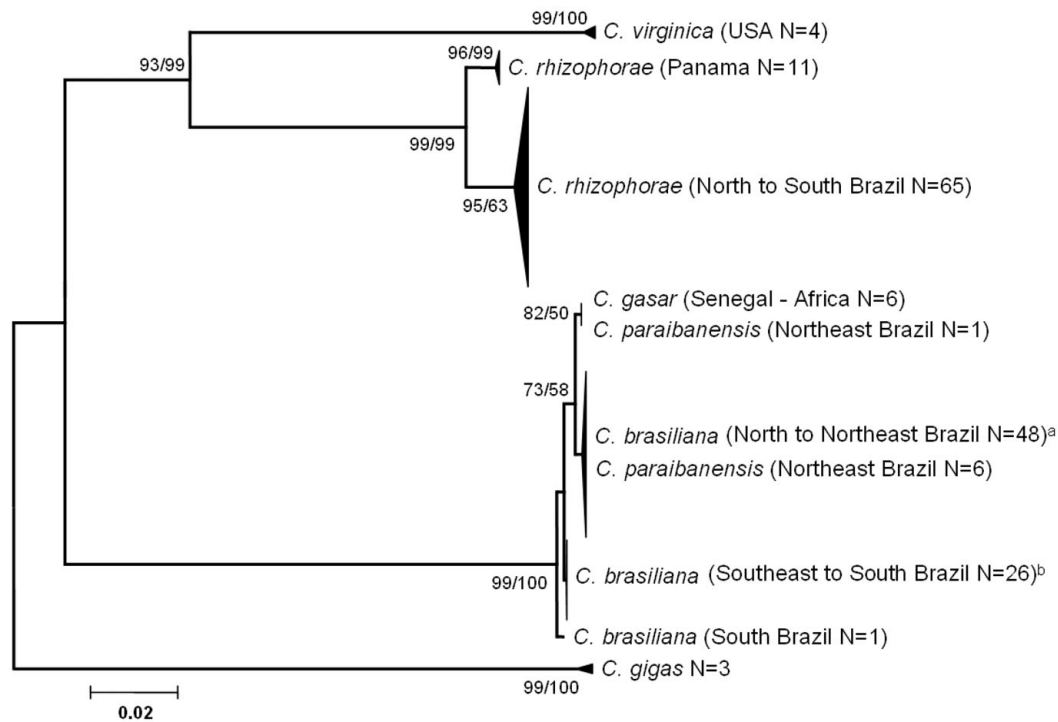 99/100
C. virginica (USA N=4)
93/99
96/99
C. rhizophorae (Panama N=11)
99/99
C. rhizophorae (North to South Brazil N=65)
95/63
C. gasar (Senegal - Africa N=6)
82/50
C. paraibanensis (Northeast Brazil N=1)
73/58
C. brasiliana (North to Northeast Brazil N=48)ᵃ
C. paraibanensis (Northeast Brazil N=6)
99/100
C. brasiliana (Southeast to South Brazil N=26)ᵇ
C. brasiliana (South Brazil N=1)
C. gigas N=3
99/100
0.02